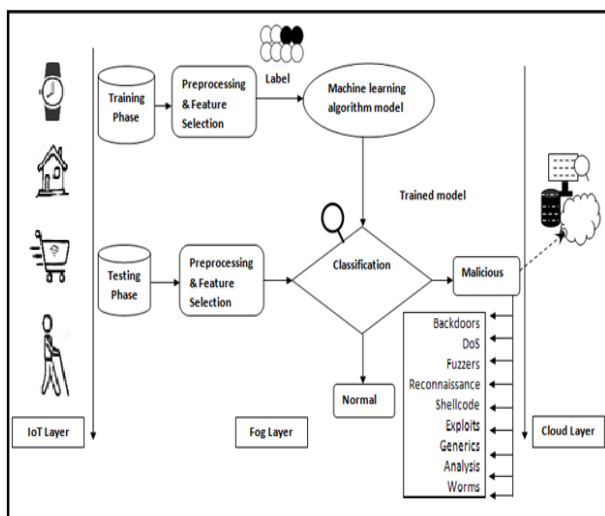 Label
Training
Phase
Preprocessing
& Feature
Selection
Machine learning
algorithm model
Trained model
Testing
Phase
Preprocessing
& Feature
Selection
Classification
Malicious
Backdoors
DoS
Fuzzers
Reconnaissance
Shellcode
Exploits
Generics
Analysis
Worms
Normal
IoT Layer
Fog Layer
Cloud Layer